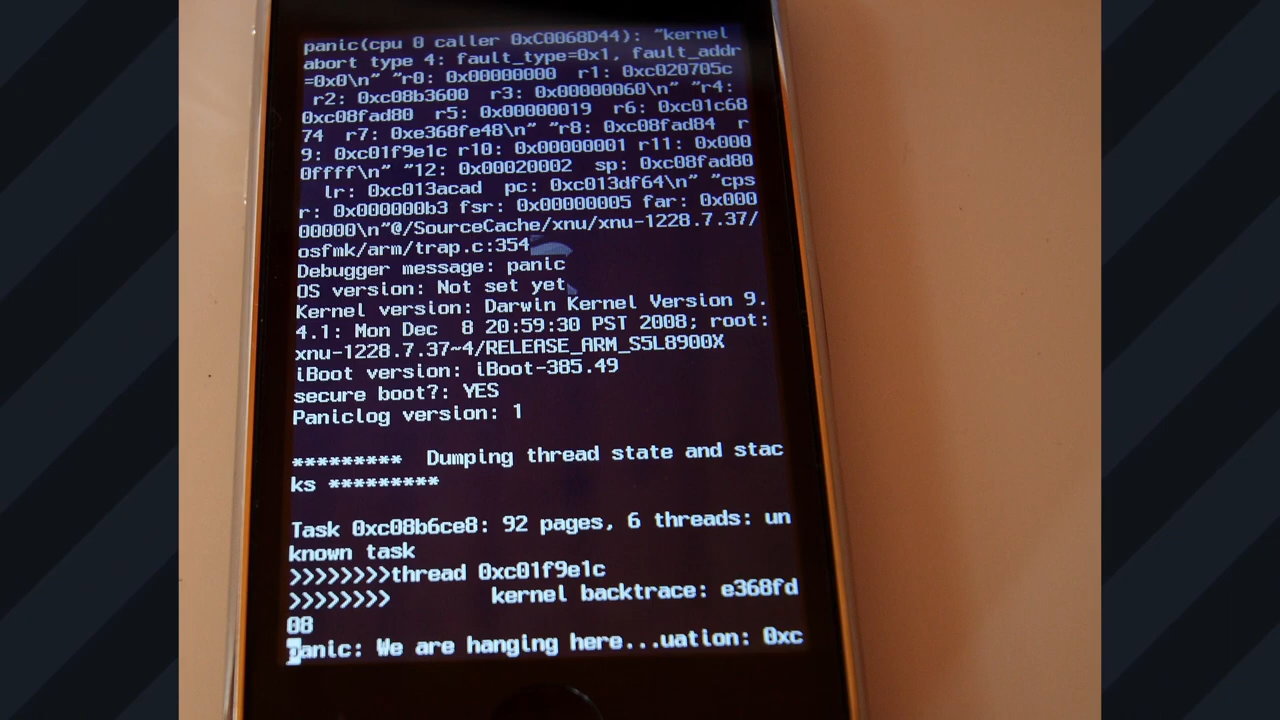 panic(cpu 0 caller 0xC0068D44): "kernel
abort type 4: fault_type=0x1, fault_addr
=0x0\n" "r0: 0x00000000  r1: 0xc020705c
 r2: 0xc08b3600  r3: 0x00000060\n" "r4:
0xc08fad80  r5: 0x00000019  r6: 0xc01c68
74  r7: 0xe368fe48\n" "r8: 0xc08fad84  r
9: 0xc01f9e1c r10: 0x00000001 r11: 0x000
0ffff\n" "12: 0x00020002  sp: 0xc08fad80
  lr: 0xc013acad  pc: 0xc013df64\n" "cps
r: 0x000000b3 fsr: 0x00000005 far: 0x000
00000\n"@/SourceCache/xnu/xnu-1228.7.37/
osfmk/arm/trap.c:354
Debugger message: panic
OS version: Not set yet
Kernel version: Darwin Kernel Version 9.
4.1: Mon Dec  8 20:59:30 PST 2008; root:
xnu-1228.7.37~4/RELEASE_ARM_S5L8900X
iBoot version: iBoot-385.49
secure boot?: YES
Paniclog version: 1
*********  Dumping thread state and stac
ks *********
Task 0xc08b6ce8: 92 pages, 6 threads: un
known task
>>>>>>>>thread 0xc01f9e1c
>>>>>>>>        kernel backtrace: e368fd
08
panic: We are hanging here...uation: 0xc